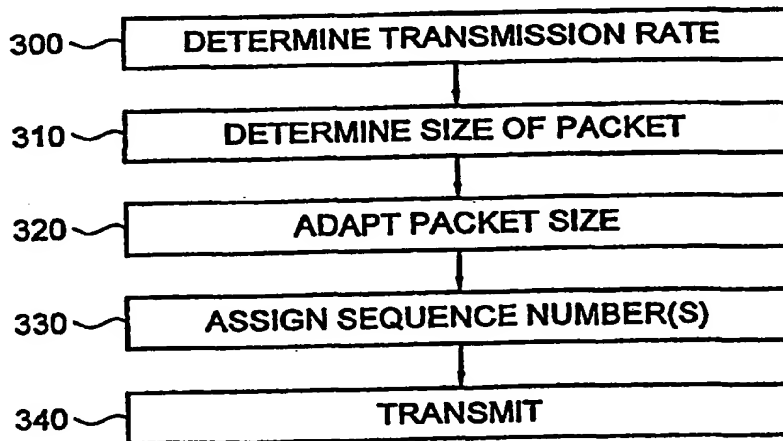 300 DETERMINE TRANSMISSION RATE
310 DETERMINE SIZE OF PACKET
320 ADAPT PACKET SIZE
330 ASSIGN SEQUENCE NUMBER(S)
340 TRANSMIT